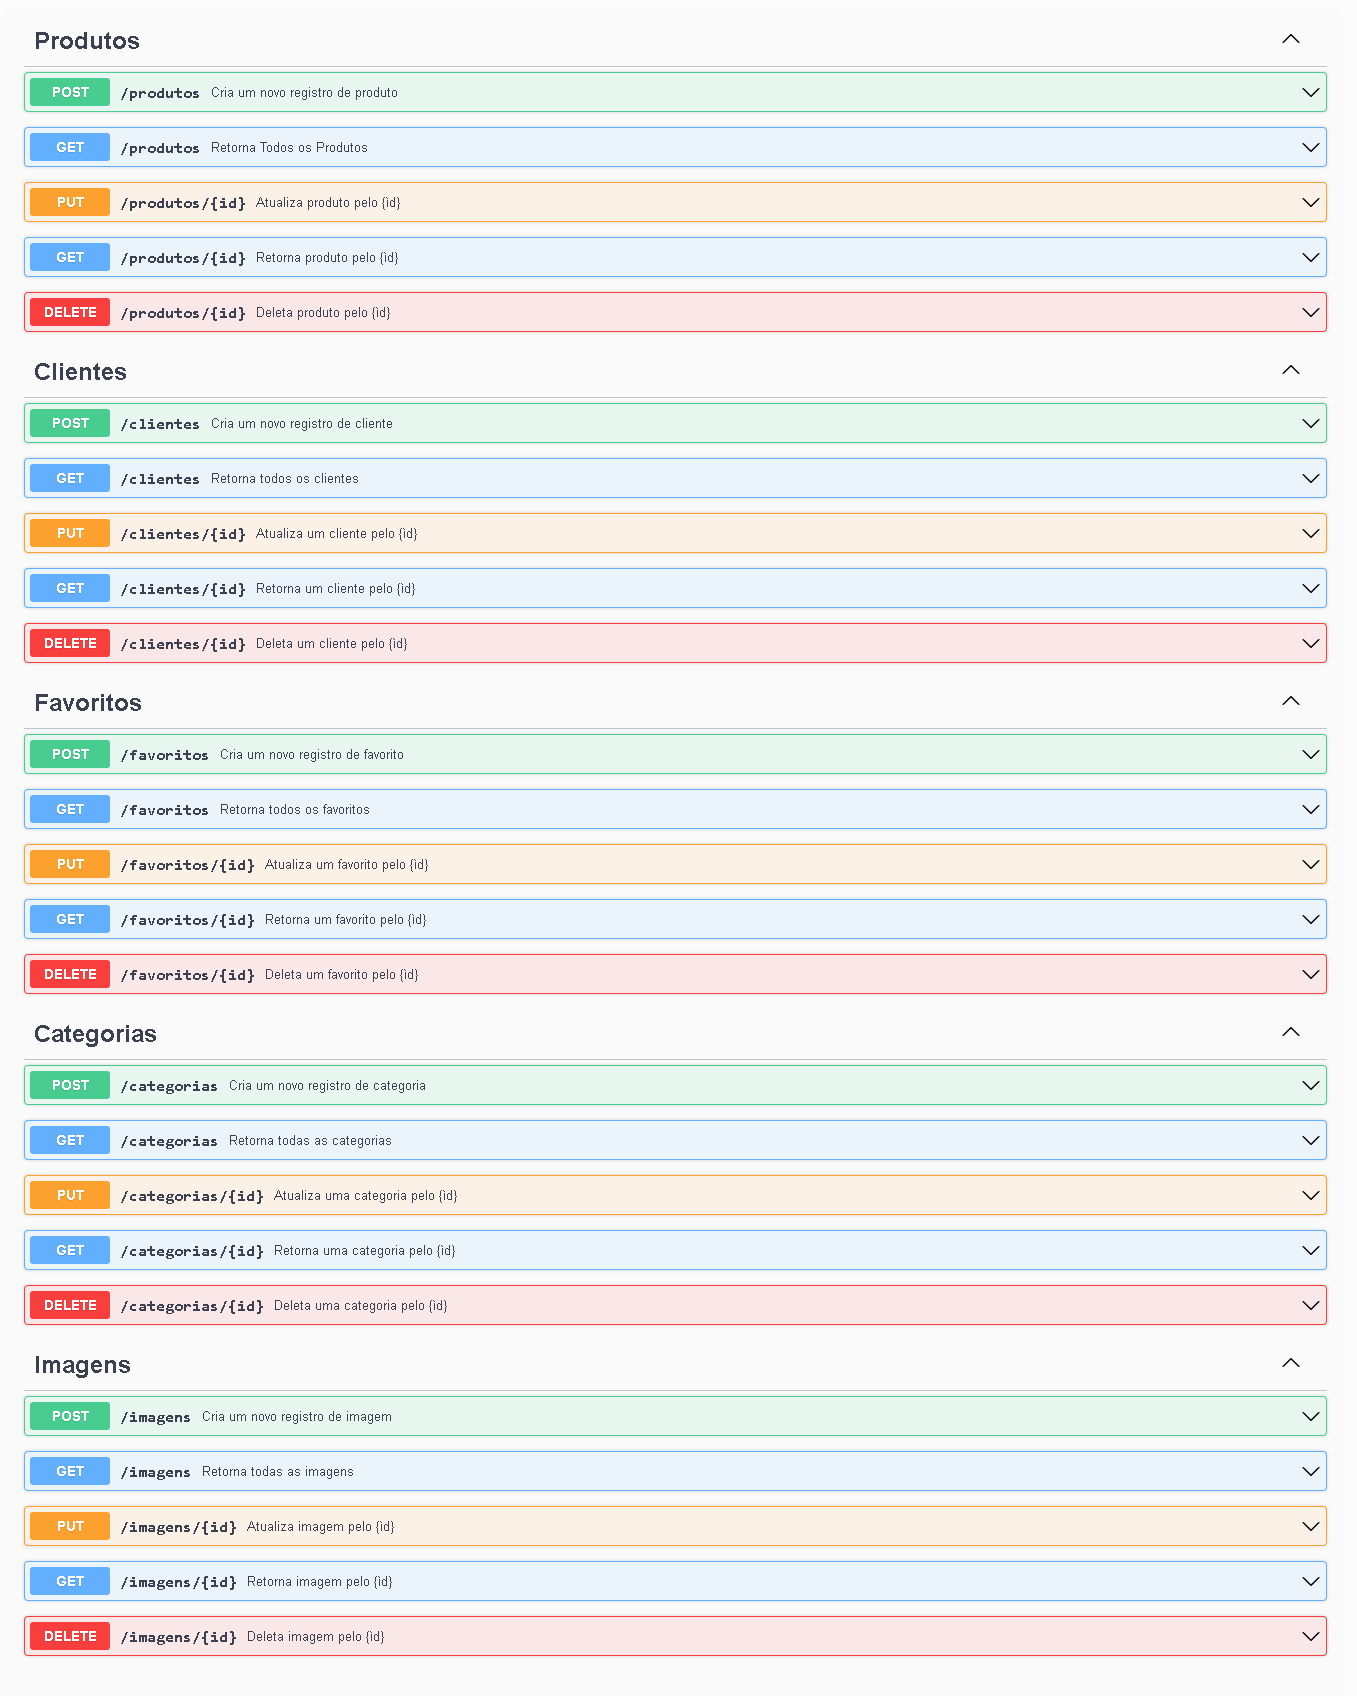 Produtos
POST /produtos Cria um novo registro de produto
GET /produtos Retorna Todos os Produtos
PUT /produtos/{id} Atualiza produto pelo {id}
GET /produtos/{id} Retorna produto pelo {id}
DELETE /produtos/{id} Deleta produto pelo {id}
Clientes
POST /clientes Cria um novo registro de cliente
GET /clientes Retorna todos os clientes
PUT /clientes/{id} Atualiza um cliente pelo {id}
GET /clientes/{id} Retorna um cliente pelo {id}
DELETE /clientes/{id} Deleta um cliente pelo {id}
Favoritos
POST /favoritos Cria um novo registro de favorito
GET /favoritos Retorna todos os favoritos
PUT /favoritos/{id} Atualiza um favorito pelo {id}
GET /favoritos/{id} Retorna um favorito pelo {id}
DELETE /favoritos/{id} Deleta um favorito pelo {id}
Categorias
POST /categorias Cria um novo registro de categoria
GET /categorias Retorna todas as categorias
PUT /categorias/{id} Atualiza uma categoria pelo {id}
GET /categorias/{id} Retorna uma categoria pelo {id}
DELETE /categorias/{id} Deleta uma categoria pelo {id}
Imagens
POST /imagens Cria um novo registro de imagem
GET /imagens Retorna todas as imagens
PUT /imagens/{id} Atualiza imagem pelo {id}
GET /imagens/{id} Retorna imagem pelo {id}
DELETE /imagens/{id} Deleta imagem pelo {id}